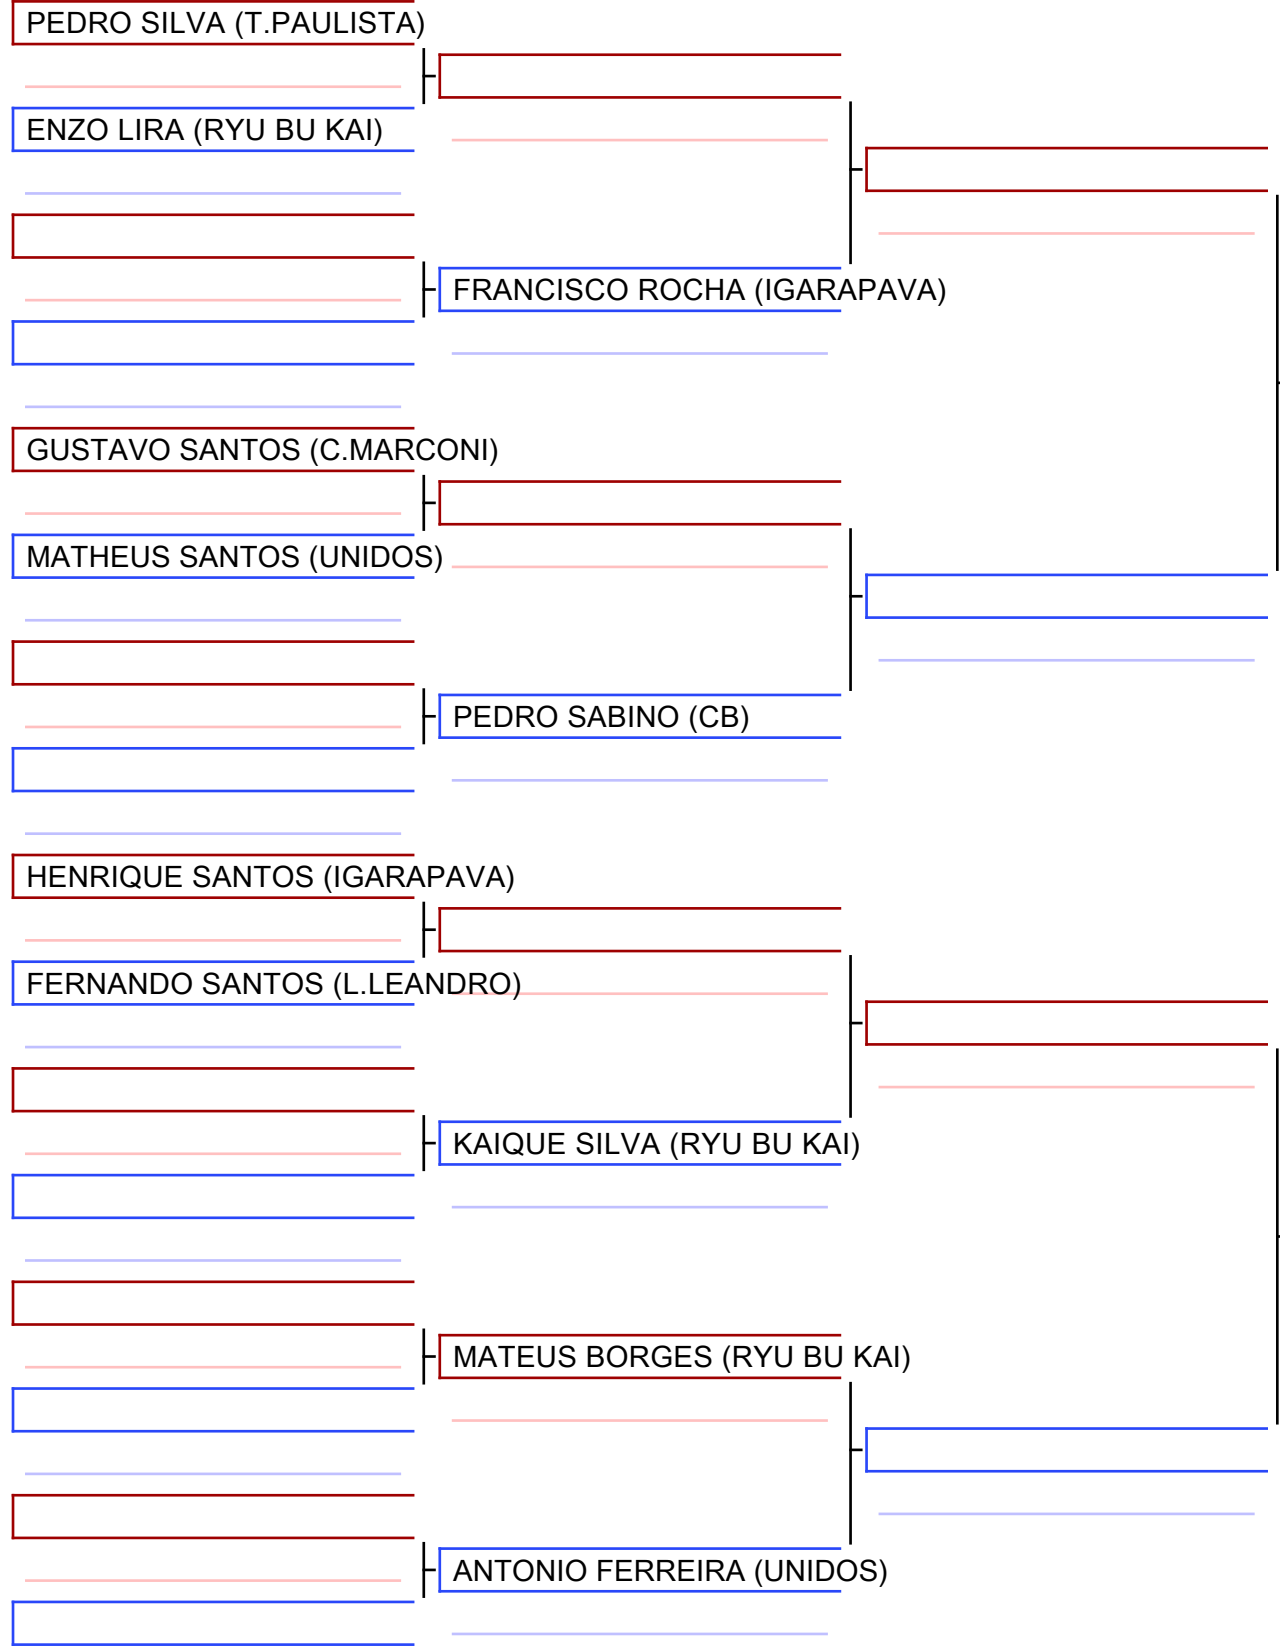 PEDRO SILVA (T.PAULISTA)
ENZO LIRA (RYU BU KAI)
FRANCISCO ROCHA (IGARAPAVA)
GUSTAVO SANTOS (C.MARCONI)
MATHEUS SANTOS (UNIDOS)
PEDRO SABINO (CB)
HENRIQUE SANTOS (IGARAPAVA)
FERNANDO SANTOS (L.LEANDRO)
KAIQUE SILVA (RYU BU KAI)
MATEUS BORGES (RYU BU KAI)
ANTONIO FERREIRA (UNIDOS)